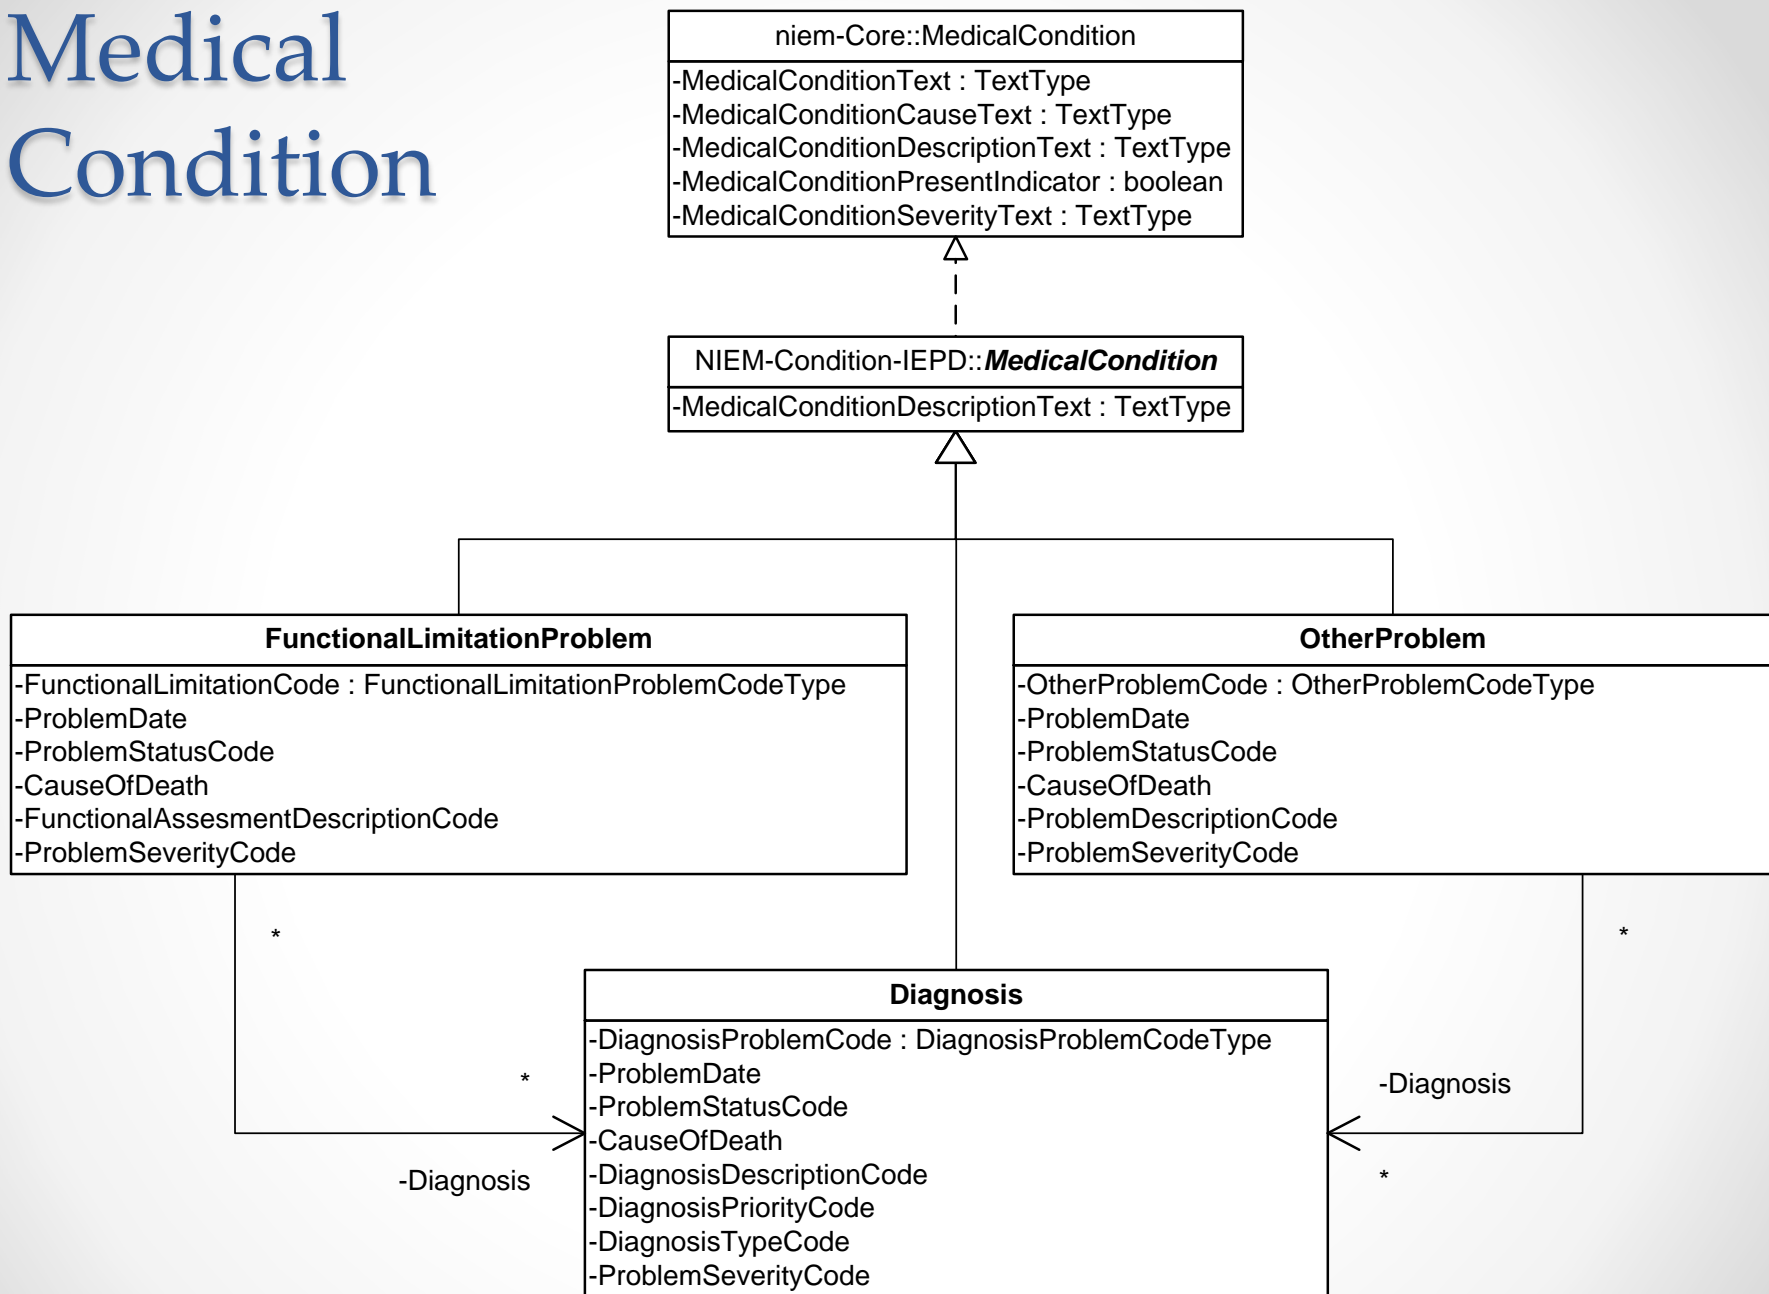 Medical
Condition
niem-Core::MedicalCondition
-MedicalConditionText : TextType
-MedicalConditionCauseText : TextType
-MedicalConditionDescriptionText : TextType
-MedicalConditionPresentIndicator : boolean
-MedicalConditionSeverityText : TextType
NIEM-Condition-IEPD::MedicalCondition
-MedicalConditionDescriptionText : TextType
FunctionalLimitationProblem
-FunctionalLimitationCode : FunctionalLimitationProblemCodeType
-ProblemDate
-ProblemStatusCode
-CauseOfDeath
-FunctionalAssesmentDescriptionCode
-ProblemSeverityCode
OtherProblem
-OtherProblemCode : OtherProblemCodeType
-ProblemDate
-ProblemStatusCode
-CauseOfDeath
-ProblemDescriptionCode
-ProblemSeverityCode
*
*
Diagnosis
-DiagnosisProblemCode : DiagnosisProblemCodeType
-ProblemDate
-ProblemStatusCode
-CauseOfDeath
-DiagnosisDescriptionCode
-DiagnosisPriorityCode
-DiagnosisTypeCode
-ProblemSeverityCode
*
-Diagnosis
-Diagnosis
*